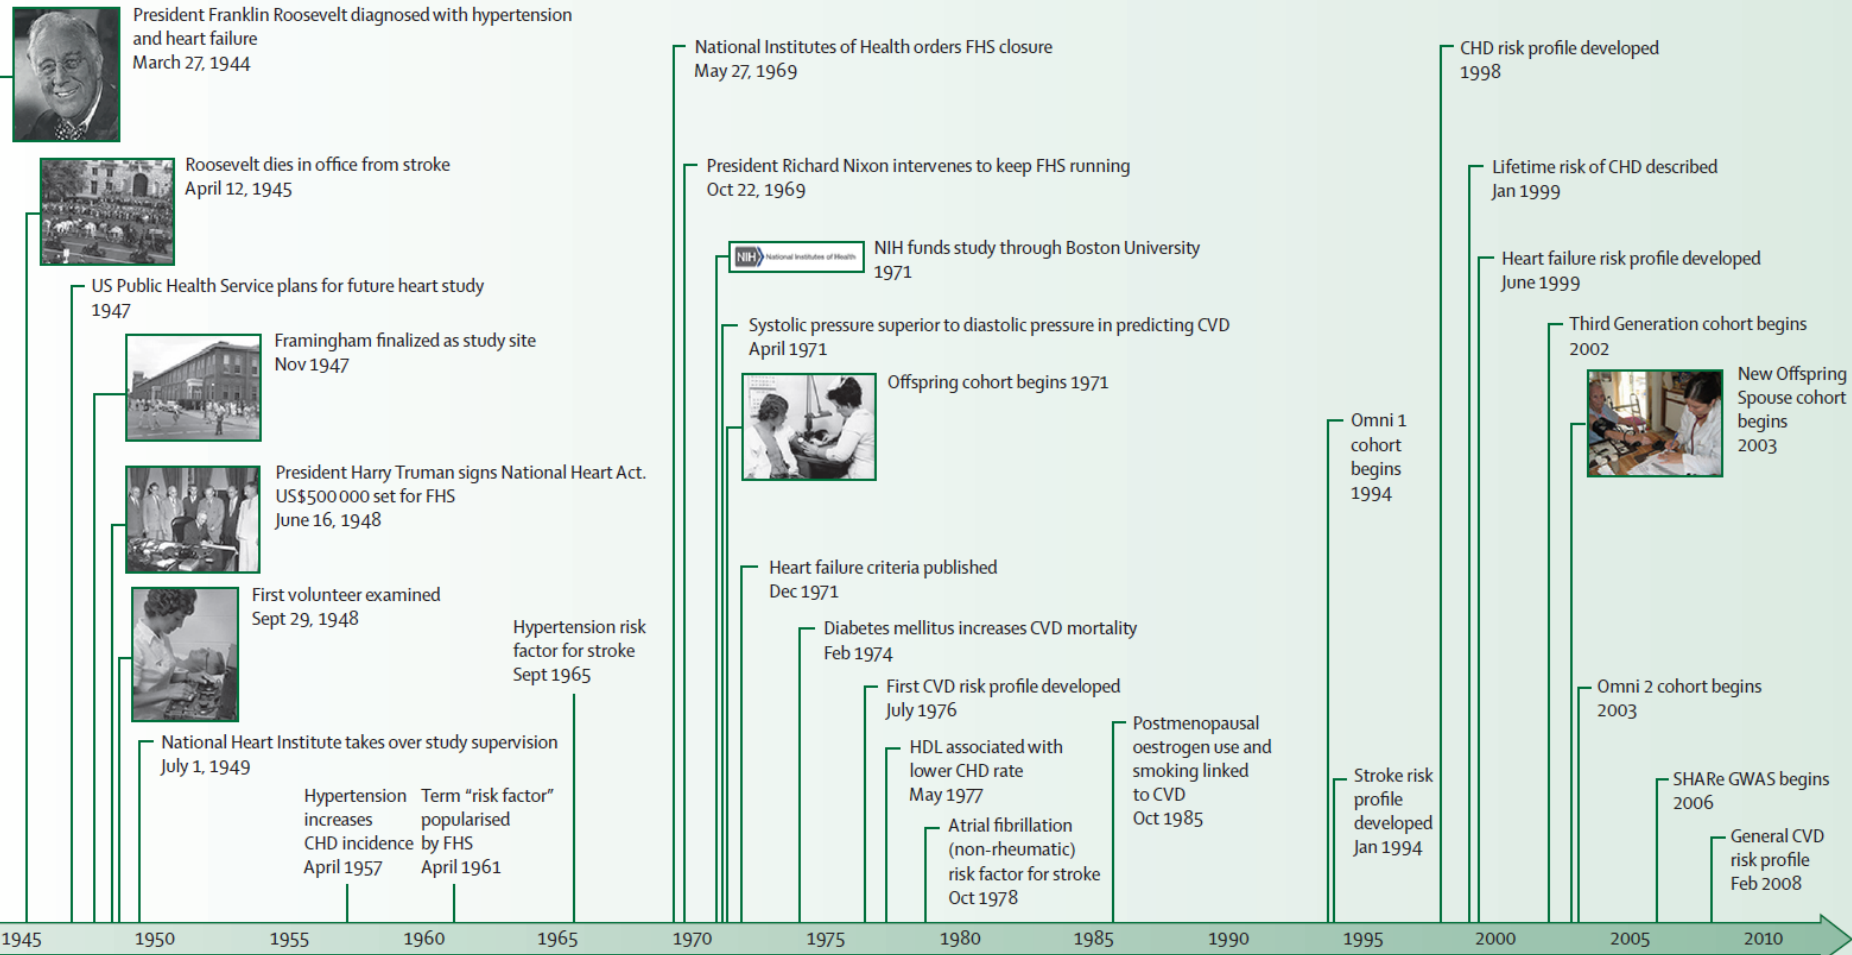 President Franklin Roosevelt diagnosed with hypertension
and heart failure
March 27, 1944
Roosevelt dies in office from stroke
April 12, 1945
US Public Health Service plans for future heart study
1947
Framingham finalized as study site
Nov 1947
President Harry Truman signs National Heart Act.
US$500 000 set for FHS
June 16, 1948
First volunteer examined
Sept 29, 1948
National Heart Institute takes over study supervision
July 1, 1949
Hypertension
increases
CHD incidence
April 1957
Term “risk factor”
popularised
by FHS
April 1961
Hypertension risk
factor for stroke
Sept 1965
National Institutes of Health orders FHS closure
May 27, 1969
President Richard Nixon intervenes to keep FHS running
Oct 22, 1969
NIH National Institutes of Health
NIH funds study through Boston University
1971
Systolic pressure superior to diastolic pressure in predicting CVD
April 1971
Offspring cohort begins 1971
Heart failure criteria published
Dec 1971
Diabetes mellitus increases CVD mortality
Feb 1974
First CVD risk profile developed
July 1976
HDL associated with
lower CHD rate
May 1977
Atrial fibrillation
(non-rheumatic)
risk factor for stroke
Oct 1978
Postmenopausal
oestrogen use and
smoking linked
to CVD
Oct 1985
Omni 1
cohort
begins
1994
Stroke risk
profile
developed
Jan 1994
CHD risk profile developed
1998
Lifetime risk of CHD described
Jan 1999
Heart failure risk profile developed
June 1999
Third Generation cohort begins
2002
New Offspring
Spouse cohort
begins
2003
Omni 2 cohort begins
2003
SHARe GWAS begins
2006
General CVD
risk profile
Feb 2008
1945 1950 1955 1960 1965 1970 1975 1980 1985 1990 1995 2000 2005 2010